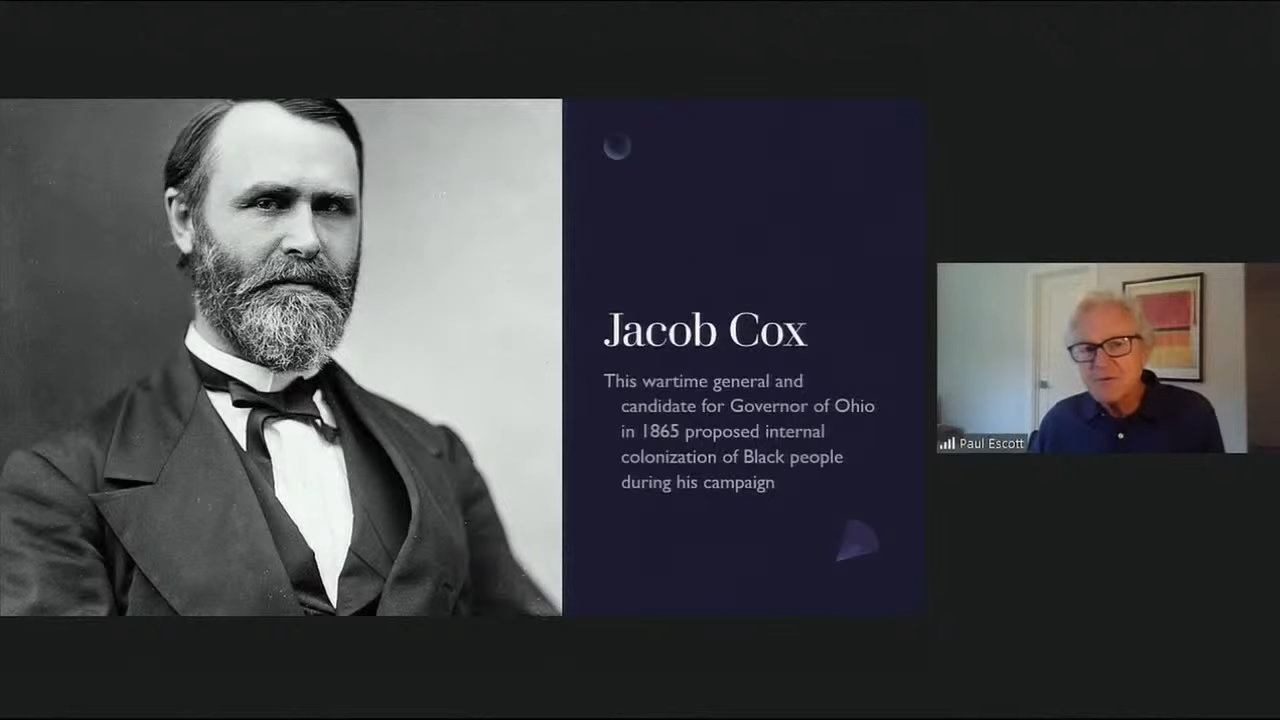 Jacob Cox
This wartime general and
candidate for Governor of Ohio
in 1865 proposed internal
colonization of Black people
during his campaign
Paul Escott